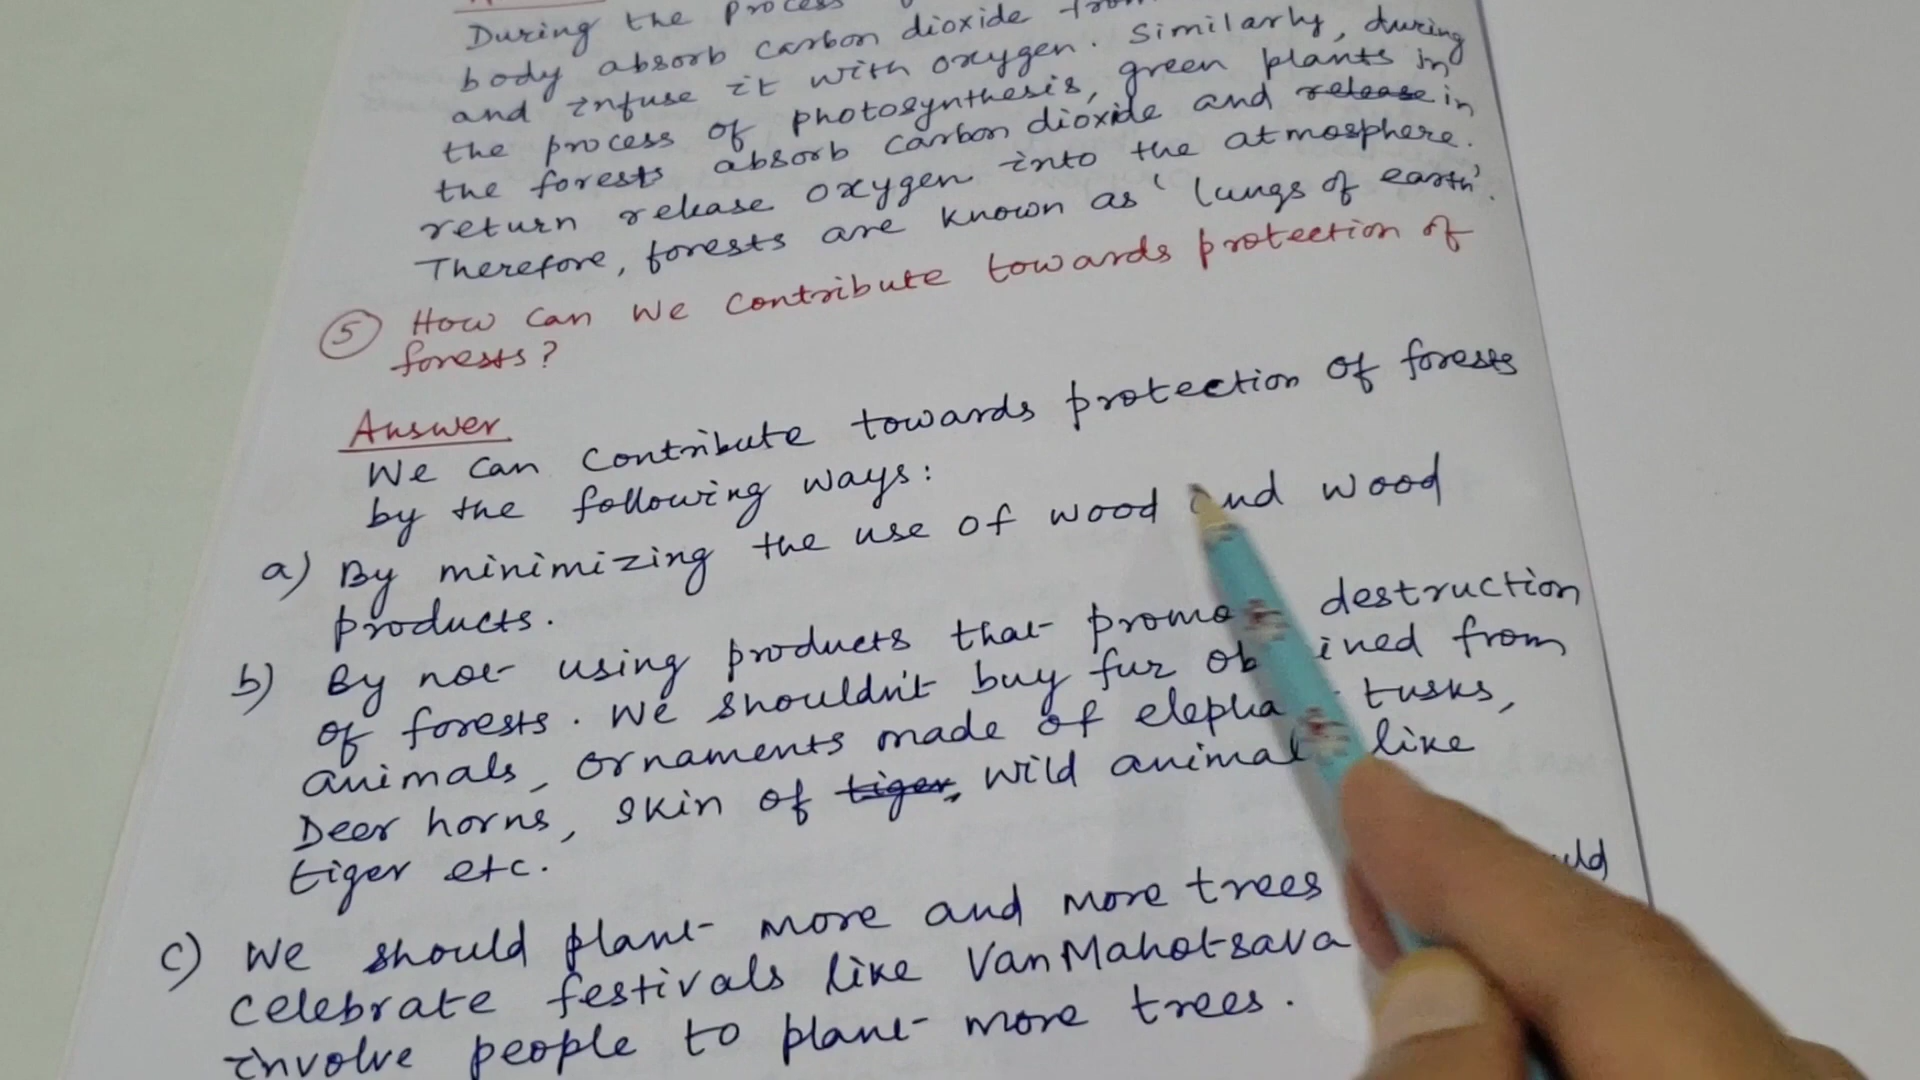 During the process
body absorb carbon dioxide from
and infuse it with oxygen. Similarly, during
the process of photosynthesis, green plants in
the forests absorb carbon dioxide and release in
return release oxygen into the atmosphere.
Therefore, forests are known as 'lungs of earth'.
5 How can we contribute towards protection of
forests?
Answer
We can contribute towards protection of forests
by the following ways:
a) By minimizing the use of wood and wood
products.
b) By not using products that promo destruction
of forests. We shouldn't buy fur ob ined from
animals, ornaments made of elepha tusks,
Deer horns, skin of tiger, wild animal like
tiger etc.
c) We should plant more and more trees
celebrate festivals like VanMahotsava
involve people to plant more trees.